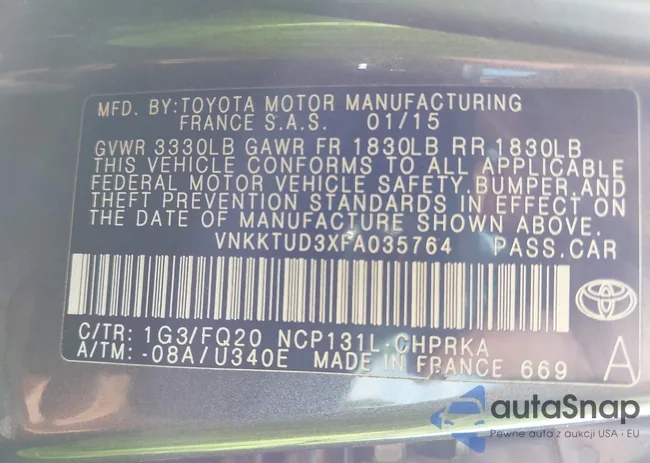 MFD. BY: TOYOTA MOTOR MANUFACTURING
FRANCE S.A.S. 01/15
GVWR 3330LB GAWR FR 1830LB RR 1830LB
THIS VEHICLE CONFORMS TO ALL APPLICABLE
FEDERAL MOTOR VEHICLE SAFETY, BUMPER, AND
THEFT PREVENTION STANDARDS IN EFFECT ON
THE DATE OF MANUFACTURE SHOWN ABOVE.
VNKKTUD3XFA035764 PASS.CAR
C/TR: 1G3/FQ20 NCP131L-CHPRKA
A/TM: -08A/U340E MADE IN FRANCE 669 A
autaSnap
Pewne auta z aukcji USA i EU